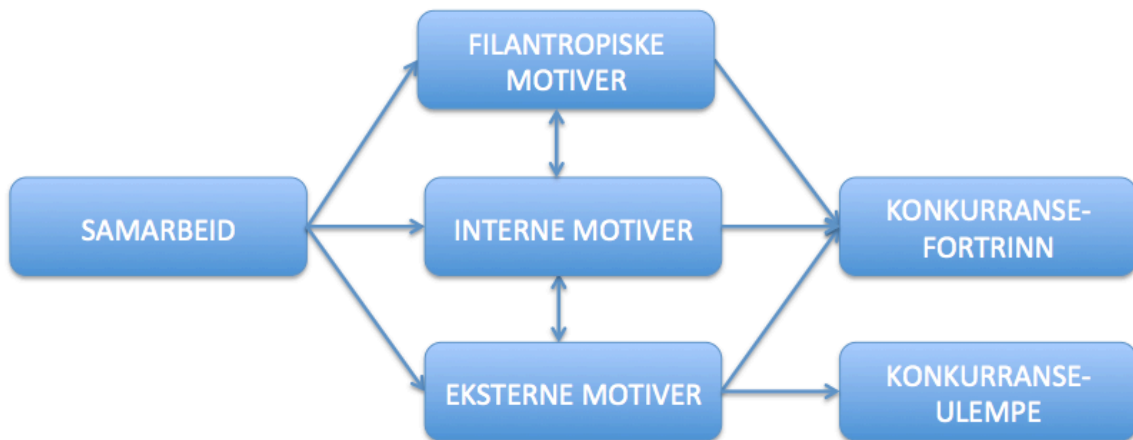 FILANTROPISKE
MOTIVER
SAMARBEID
INTERNE MOTIVER
KONKURRANSE-
FORTRINN
EKSTERNE MOTIVER
KONKURRANSE-
ULEMPE